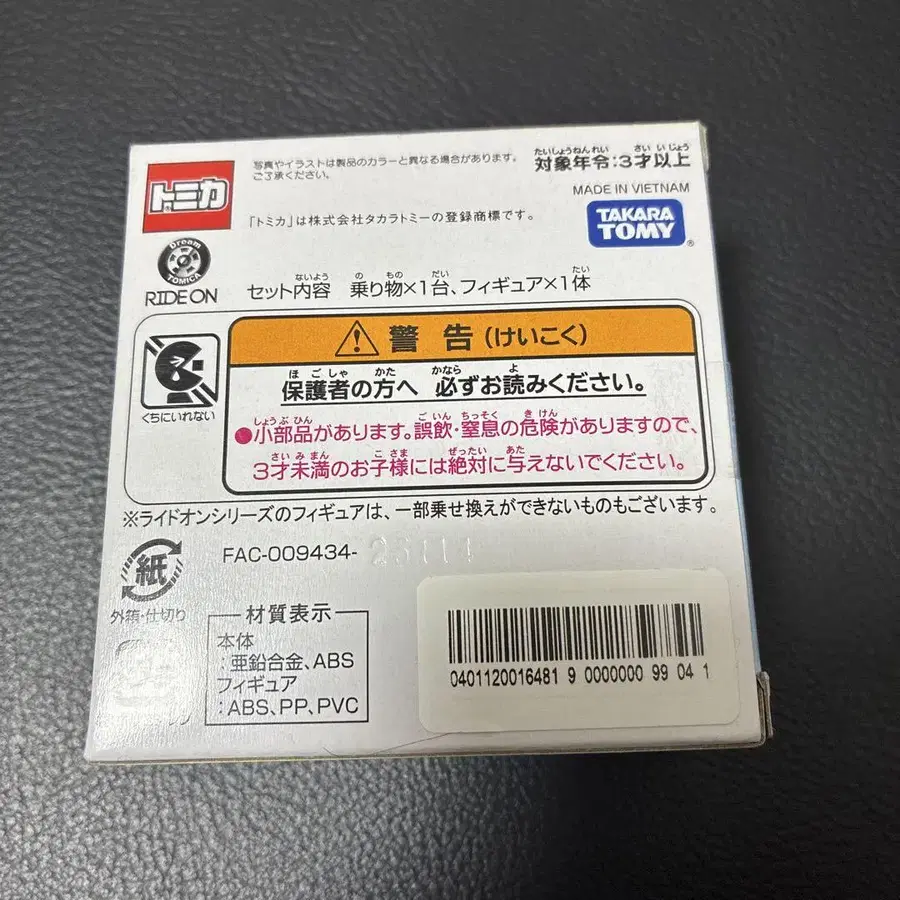 トミカ
写真やイラストは製品のカラーと異なる場合があります。
ご了承ください。
たいしょうねんれい さい いじょう
対象年令:3才以上
MADE IN VIETNAM
「トミカ」は株式会社タカラトミーの登録商標です。
TAKARA
TOMY®
Dream
TOMICA
RIDE ON
ないよう の もの だい たい
セット内容 乗り物×1台、フィギュア×1体
警告(けいこく)
ほごしゃ かた かなら よ
保護者の方へ 必ずお読みください。
くちにいれない
しょうぶひん ごいん ちっそく きけん
●小部品があります。誤飲・窒息の危険がありますので、
さいみまん こさま ぜったい あた
3才未満のお子様には絶対に与えないでください。
※ライドオンシリーズのフィギュアは、一部乗せ換えができないものもございます。
紙
外箱・仕切り
FAC-009434-
材質表示
本体
:亜鉛合金、ABS
フィギュア
:ABS、PP、PVC
0401120016481 9 0000000 99 04 1